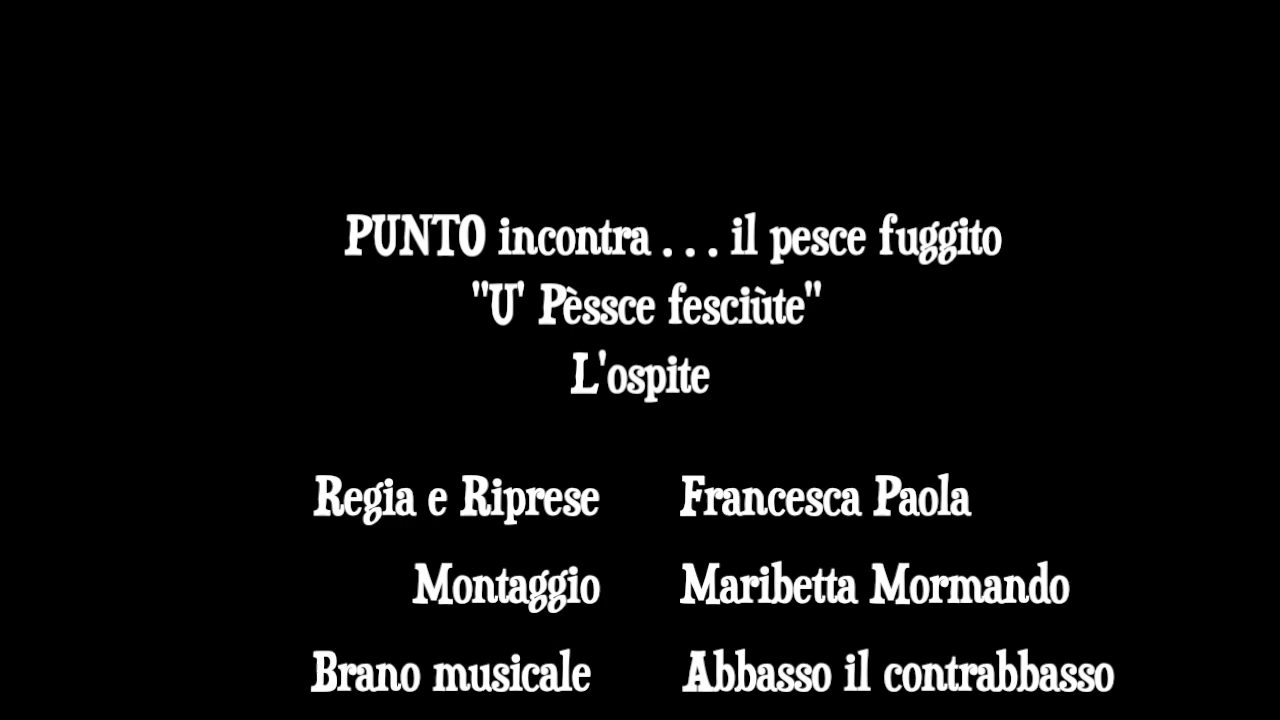 PUNTO incontra . . . il pesce fuggito
"U' Pèssce fesciùte"
L'ospite
Regia e Riprese Francesca Paola
Montaggio Maribetta Mormando
Brano musicale Abbasso il contrabbasso